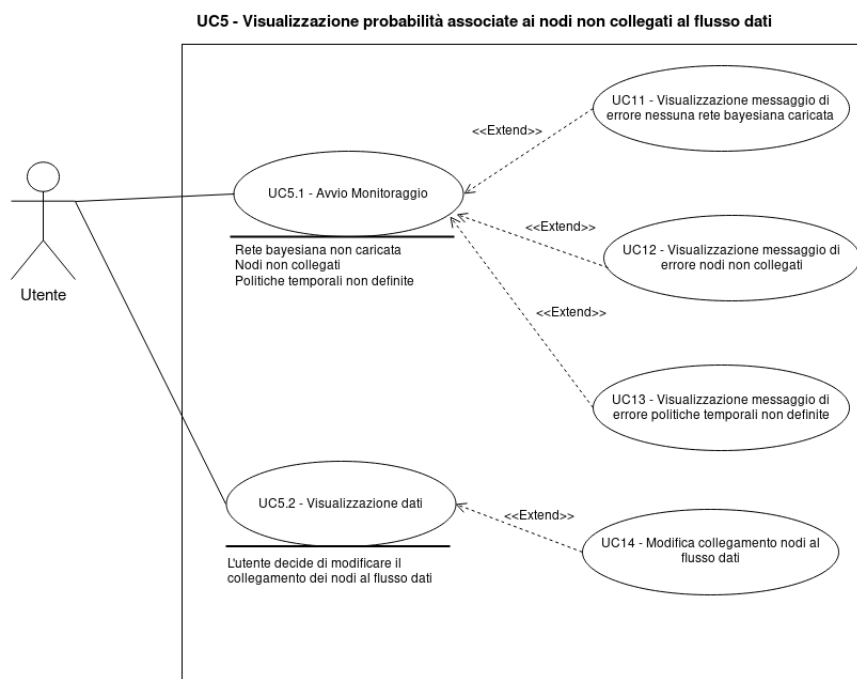 UC5 - Visualizzazione probabilità associate ai nodi non collegati al flusso dati
UC11 - Visualizzazione messaggio di
errore nessuna rete bayesiana caricata
<<Extend>>
UC5.1 - Avvio Monitoraggio
Rete bayesiana non caricata
Nodi non collegati
Politiche temporali non definite
<<Extend>>
UC12 - Visualizzazione messaggio di
errore nodi non collegati
Utente
<<Extend>>
UC13 - Visualizzazione messaggio di
errore politiche temporali non definite
UC5.2 - Visualizzazione dati
<<Extend>>
UC14 - Modifica collegamento nodi al
flusso dati
L'utente decide di modificare il
collegamento dei nodi al flusso dati